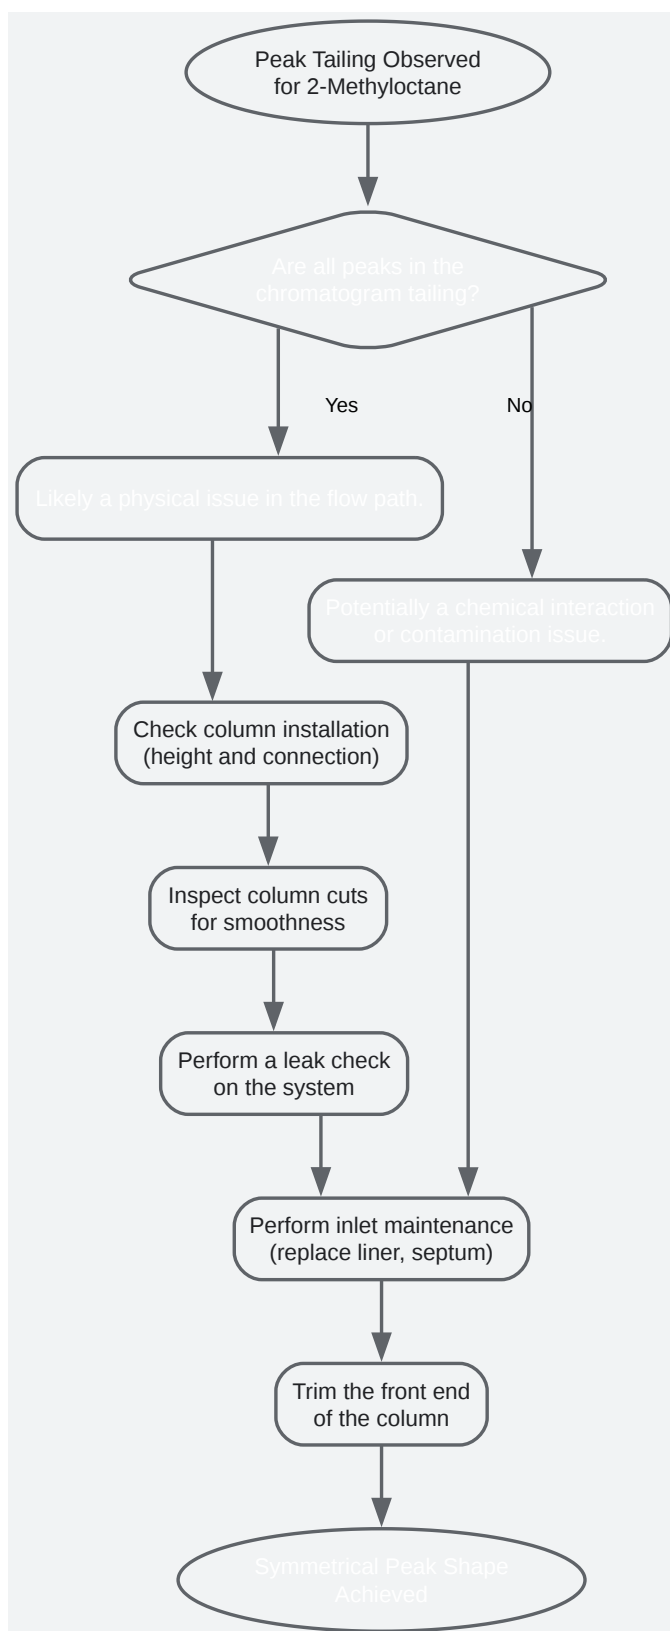 Peak Tailing Observed
for 2-Methyloctane
Are all peaks in the
chromatogram tailing?
Yes
No
Likely a physical issue in the flow path.
Potentially a chemical interaction
or contamination issue.
Check column installation
(height and connection)
Inspect column cuts
for smoothness
Perform a leak check
on the system
Perform inlet maintenance
(replace liner, septum)
Trim the front end
of the column
Symmetrical Peak Shape
Achieved